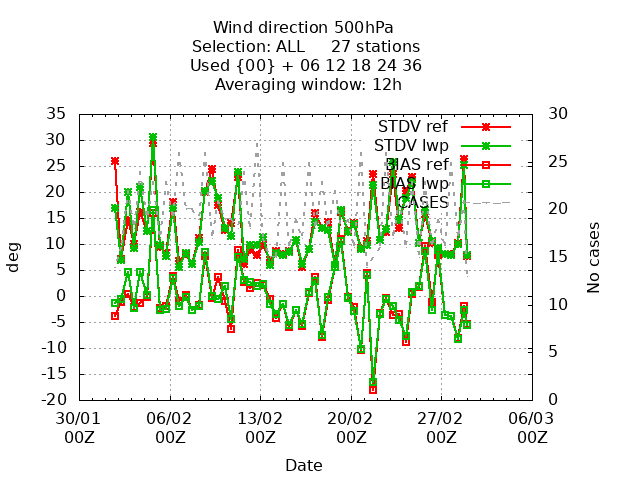 Wind direction 500hPa
Selection: ALL 27 stations
Used {00} + 06 12 18 24 36
Averaging window: 12h
35
30
25
20
15
10
5
0
-5
-10
-15
-20
deg
30
25
20
15
10
5
0
No cases
STDV ref
STDV lwp
BIAS ref
BIAS lwp
CASES
30/01 06/02 13/02 20/02 27/02 06/03
00Z 00Z 00Z 00Z 00Z 00Z
Date